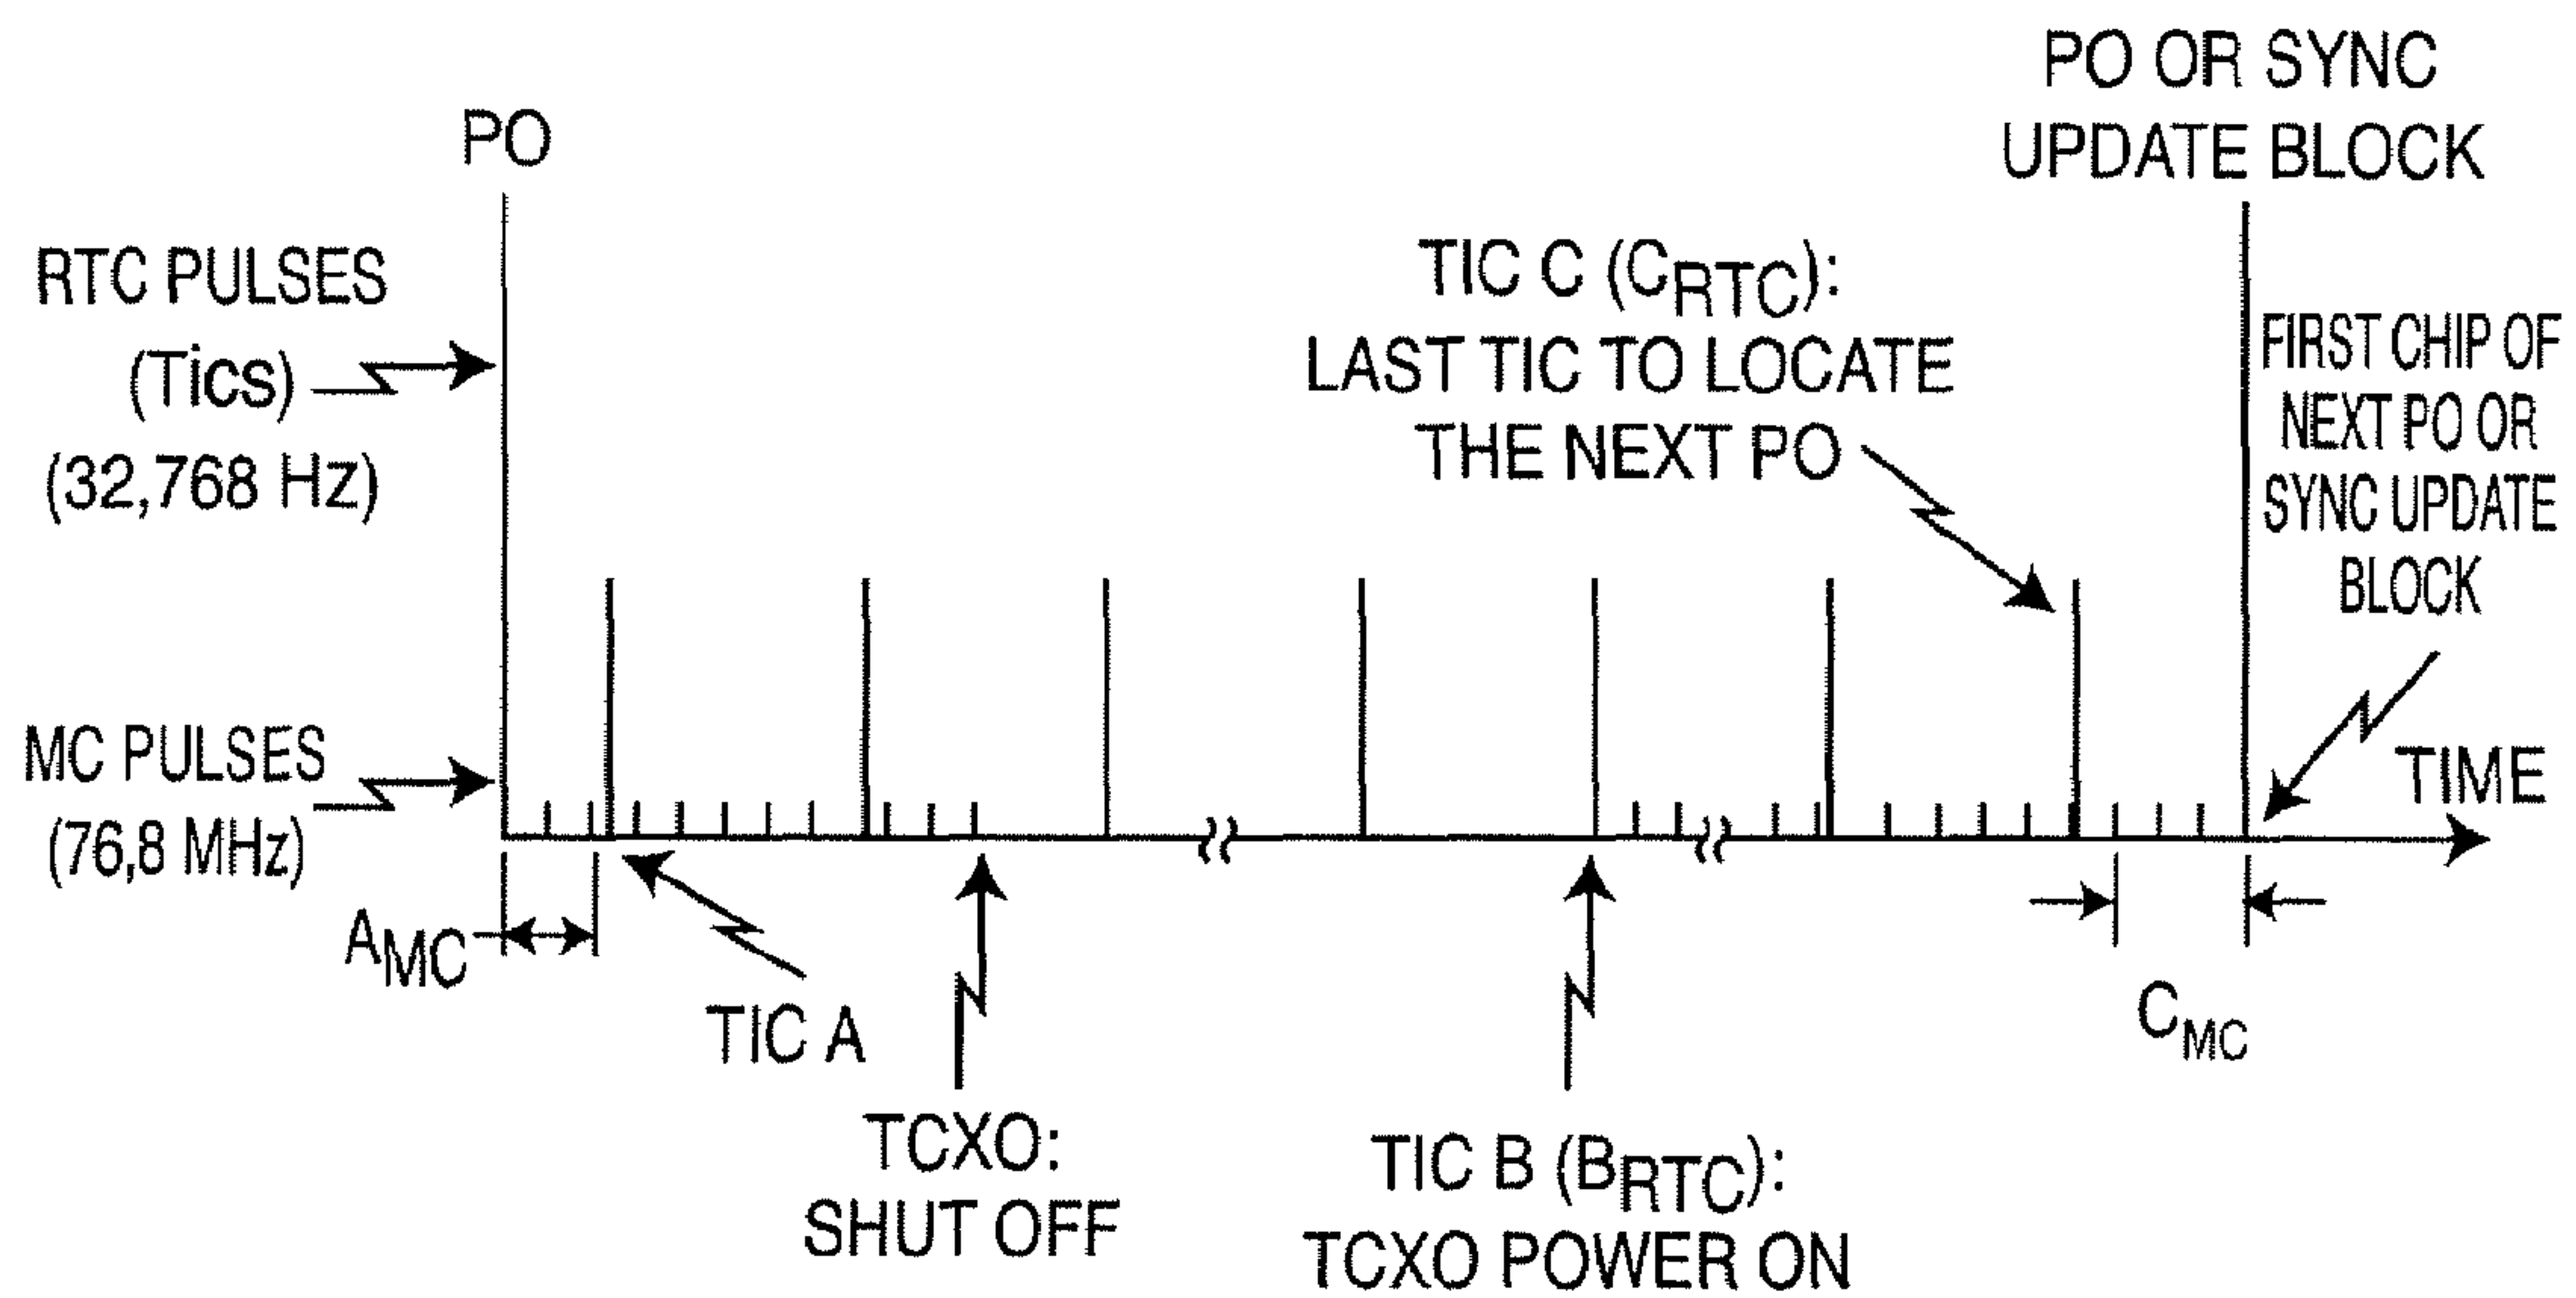 PO
PO OR SYNC
UPDATE BLOCK
RTC PULSES
(Tics)
(32,768 Hz)
TIC C (CRTC):
LAST TIC TO LOCATE
THE NEXT PO
FIRST CHIP OF
NEXT PO OR
SYNC UPDATE
BLOCK
MC PULSES
(76,8 MHz)
TIME
AMC
TIC A
CMC
TCXO:
SHUT OFF
TIC B (BRTC):
TCXO POWER ON